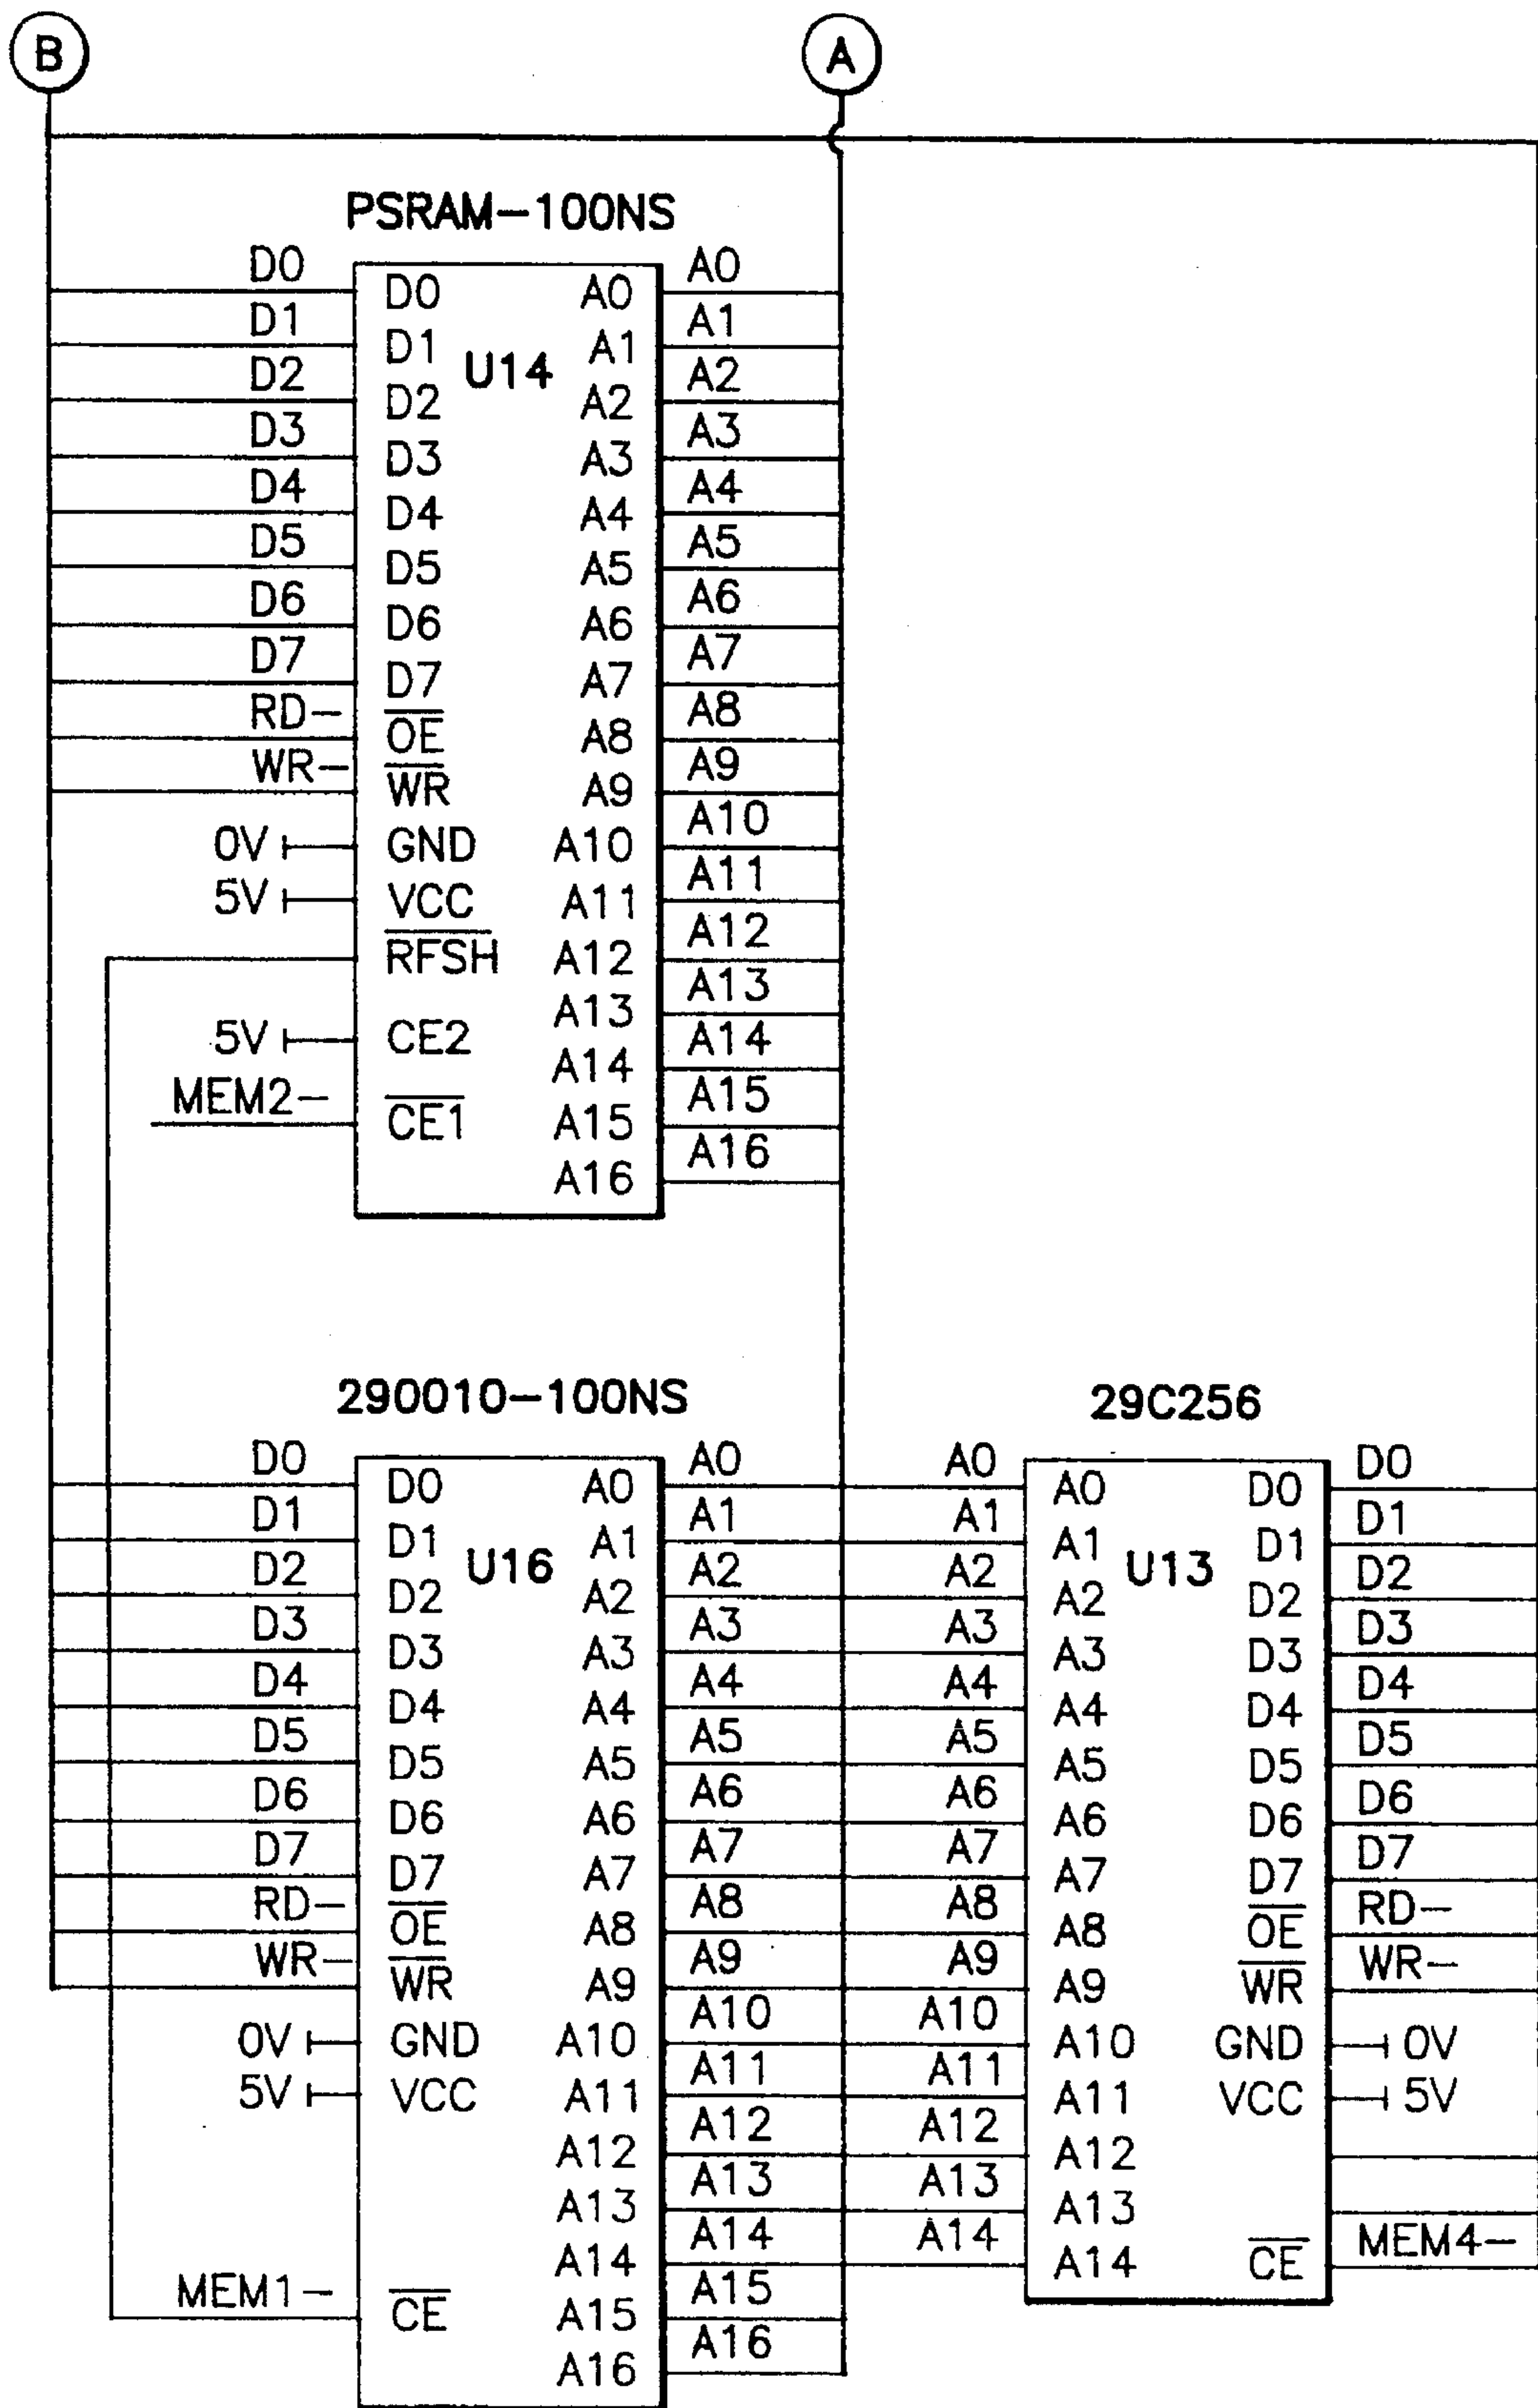 B A
PSRAM-100NS
D0 D0 A0 A0
D1 D1 U14 A1 A1
D2 D2 A2 A2
D3 D3 A3 A3
D4 D4 A4 A4
D5 D5 A5 A5
D6 D6 A6 A6
D7 D7 A7 A7
RD- OE A8 A8
WR- WR A9 A9
0V GND A10 A10
5V VCC A11 A11
RFSH A12 A12
A13 A13
5V CE2 A14 A14
MEM2- CE1 A15 A15
A16 A16
290010-100NS 29C256
D0 D0 A0 A0 A0 A0 D0 D0
D1 D1 U16 A1 A1 A1 A1 U13 D1 D1
D2 D2 A2 A2 A2 A2 D2 D2
D3 D3 A3 A3 A3 A3 D3 D3
D4 D4 A4 A4 A4 A4 D4 D4
D5 D5 A5 A5 A5 A5 D5 D5
D6 D6 A6 A6 A6 A6 D6 D6
D7 D7 A7 A7 A7 A7 D7 D7
RD- OE A8 A8 A8 A8 OE RD-
WR- WR A9 A9 A9 A9 WR WR-
0V GND A10 A10 A10 A10 GND 0V
5V VCC A11 A11 A11 A11 VCC 5V
A12 A12 A12 A12
A13 A13 A13 A13
A14 A14 A14 A14 CE MEM4-
MEM1- CE A15 A15
A16 A16